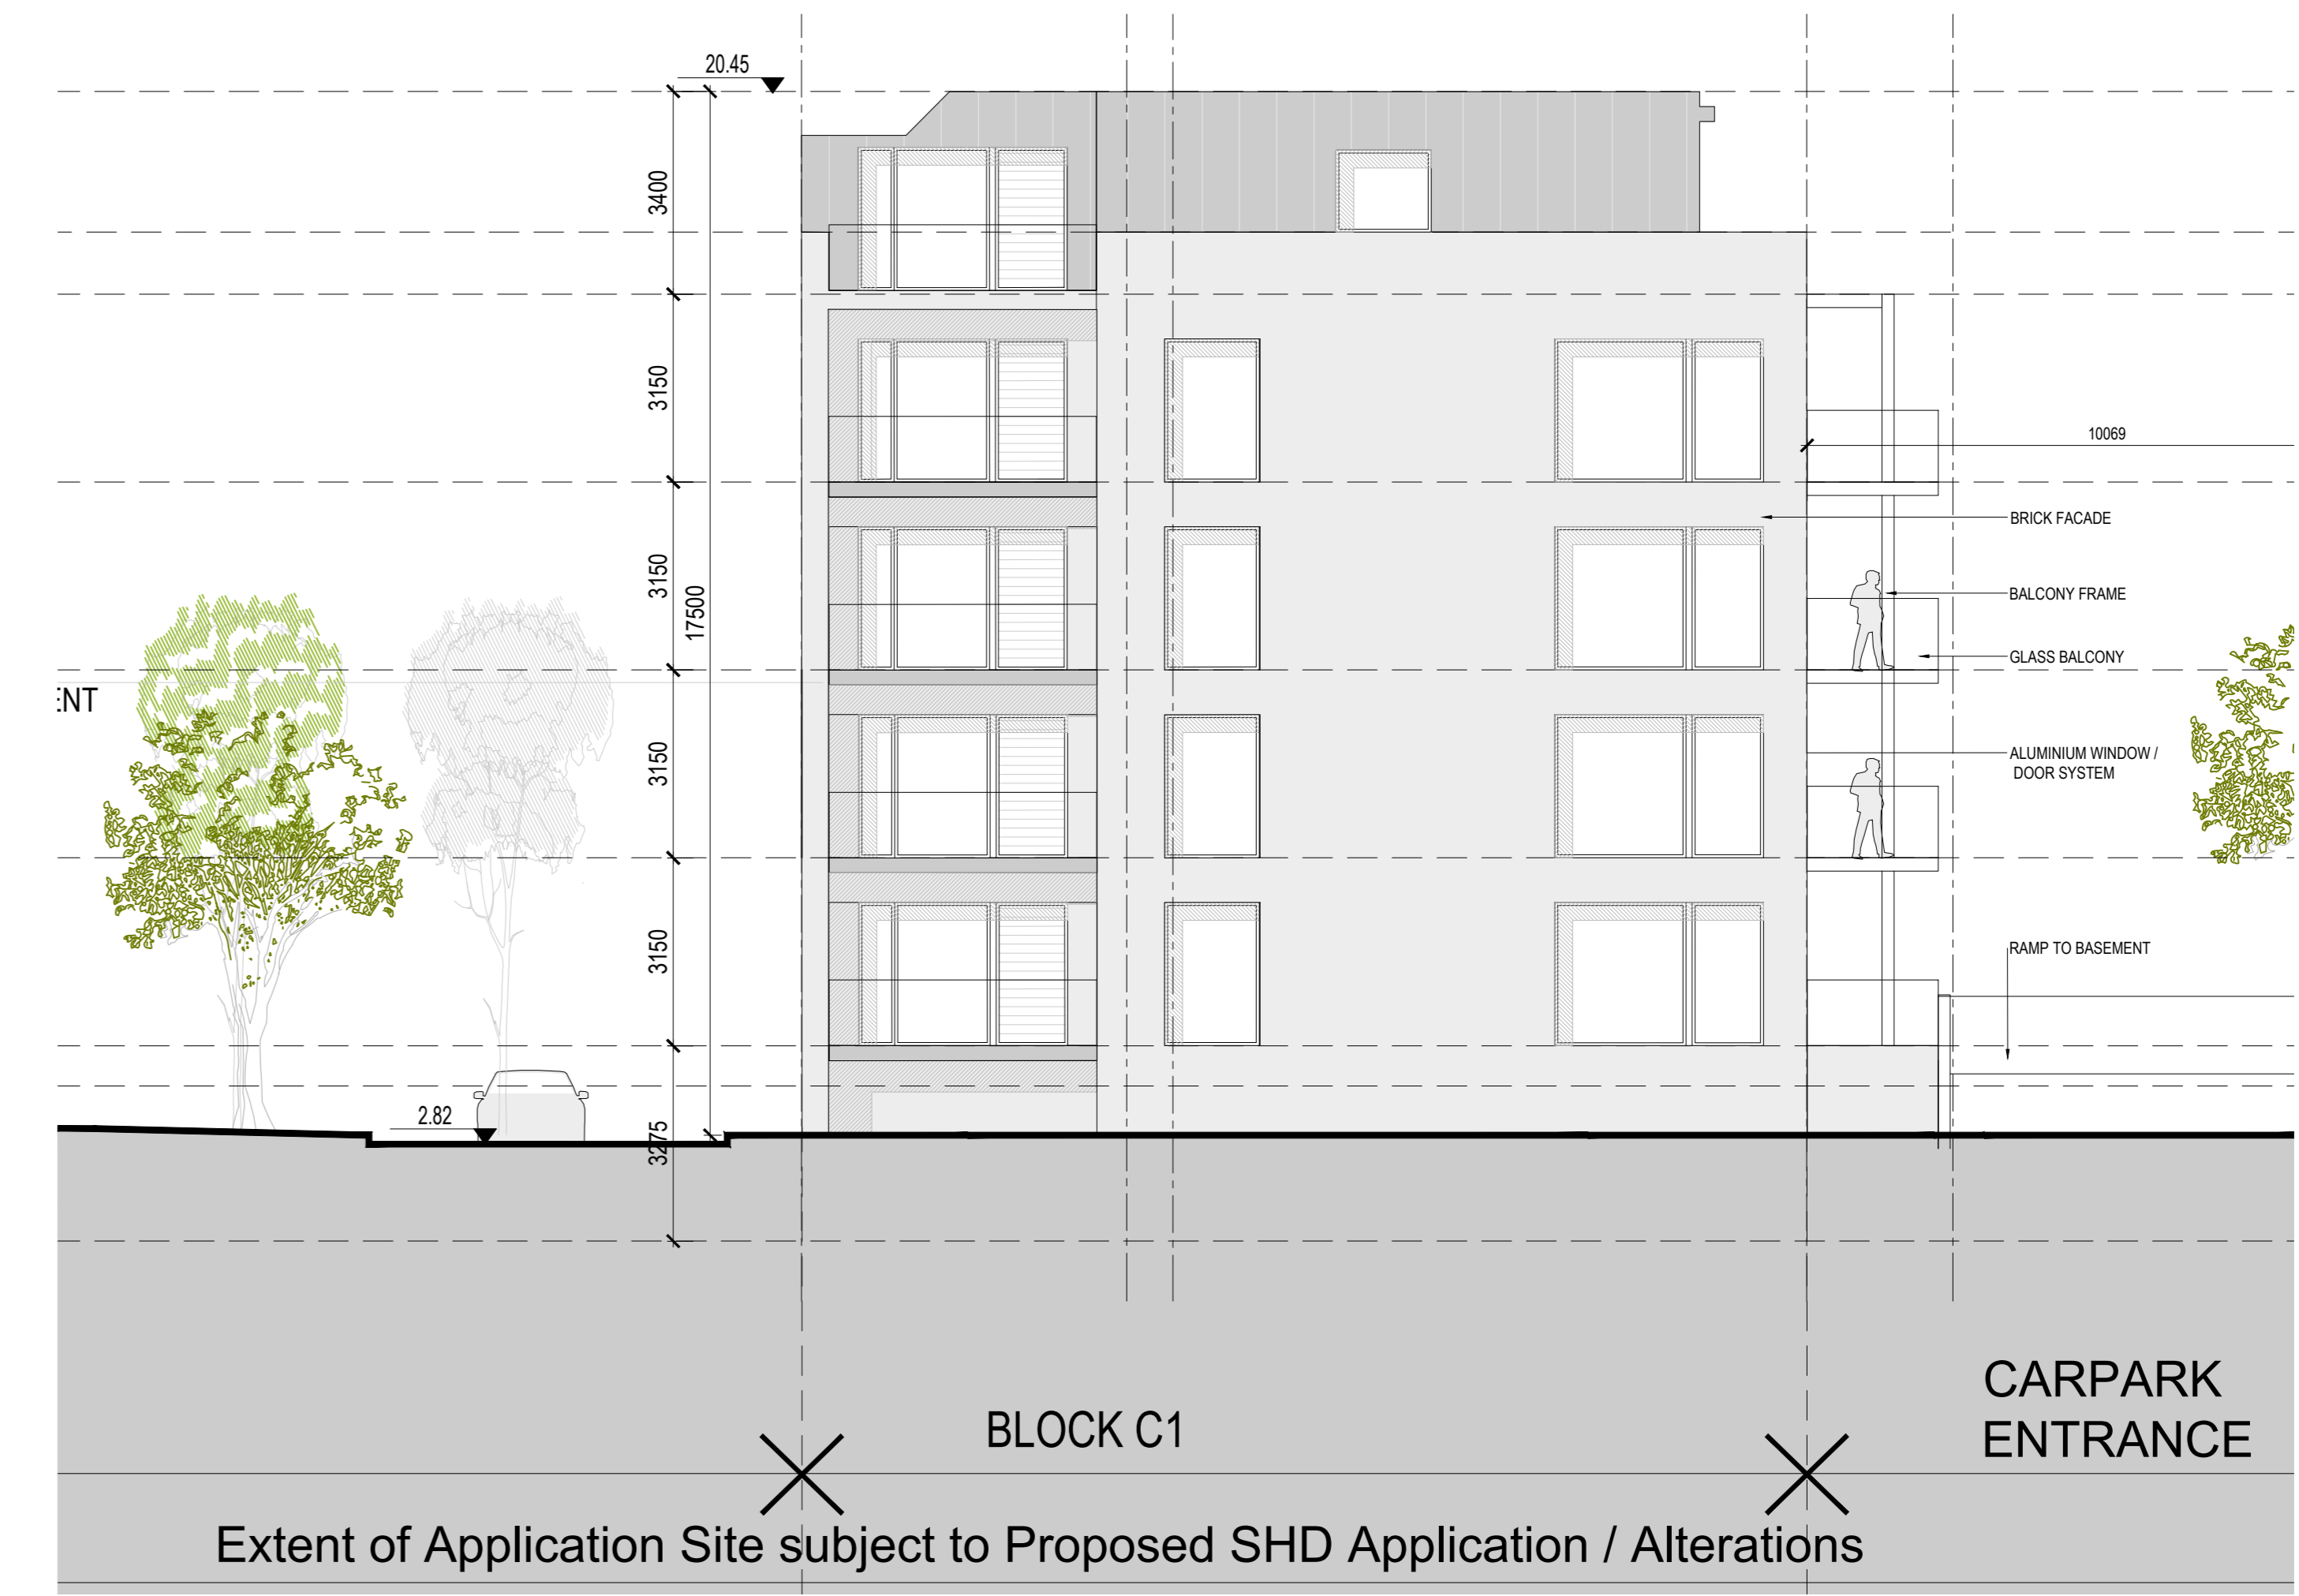 20.45
3400
3150
10069
BRICK FACADE
3150
17500
BALCONY FRAME
GLASS BALCONY
ENT
3150
ALUMINIUM WINDOW /
DOOR SYSTEM
3150
RAMP TO BASEMENT
2.82
3275
CARPARK
ENTRANCE
BLOCK C1
Extent of Application Site subject to Proposed SHD Application / Alterations